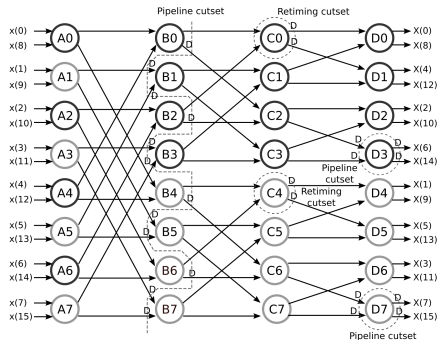 Pipeline cutset
Retiming cutset
x(0)
x(8)
A0
B0
D
D
C0
D
D
D0
X(0)
X(8)
x(1)
x(9)
A1
D
B1
D
C1
D1
X(4)
X(12)
x(2)
x(10)
A2
B2
D
D
C2
D2
X(2)
X(10)
x(3)
x(11)
A3
D
B3
C3
D
D
D3
D
D
X(6)
X(14)
Pipeline
cutset
x(4)
x(12)
A4
B4
D
D
C4
D
D
Retiming
cutset
D4
X(1)
X(9)
x(5)
x(13)
A5
D
B5
D
C5
D5
X(5)
X(13)
x(6)
x(14)
A6
B6
D
D
C6
D6
X(3)
X(11)
x(7)
x(15)
A7
D
B7
C7
D
D
D7
D
D
X(7)
X(15)
Pipeline cutset